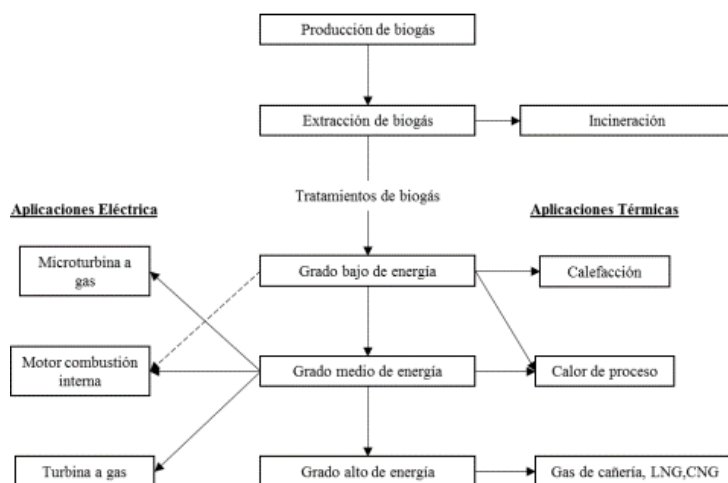 Producción de biogás
Extracción de biogás
Incineración
Tratamientos de biogás
Aplicaciones Eléctrica
Aplicaciones Térmicas
Microturbina a
gas
Grado bajo de energía
Calefacción
Motor combustión
interna
Grado medio de energía
Calor de proceso
Turbina a gas
Grado alto de energía
Gas de cañería, LNG,CNG